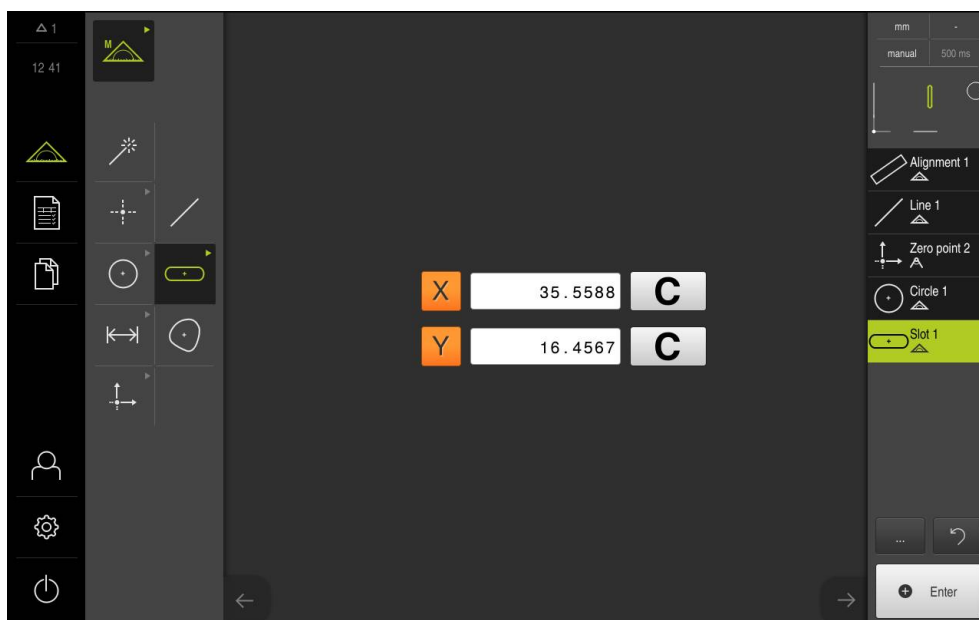 1
12 41
M
X 35.5588 C
Y 16.4567 C
mm -
manual 500 ms
Alignment 1
Line 1
Zero point 2
Circle 1
Slot 1
...
Enter